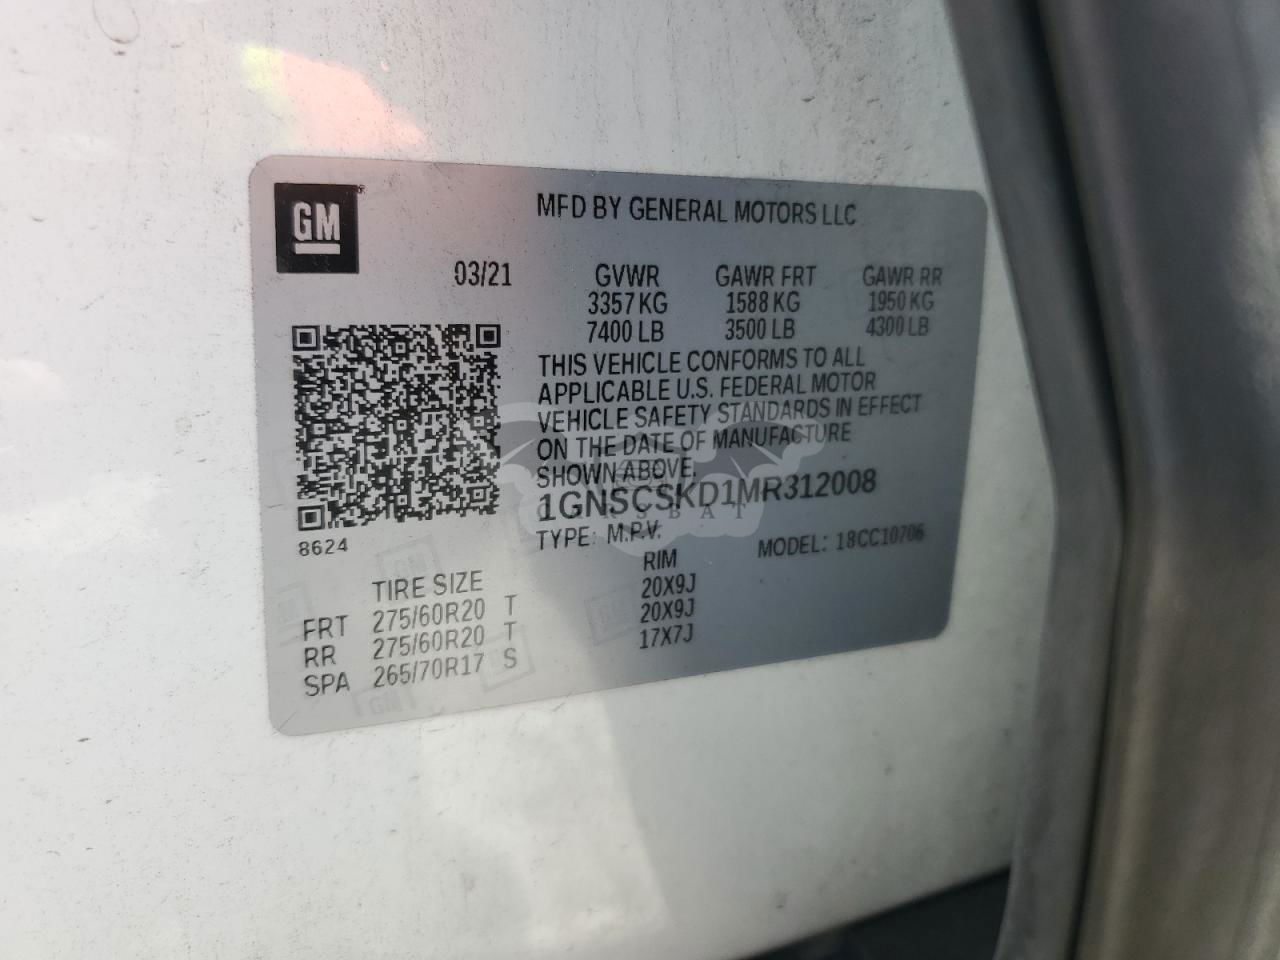 GM
MFD BY GENERAL MOTORS LLC
03/21 GVWR GAWR FRT GAWR RR
3357 KG 1588 KG 1950 KG
7400 LB 3500 LB 4300 LB
THIS VEHICLE CONFORMS TO ALL
APPLICABLE U.S. FEDERAL MOTOR
VEHICLE SAFETY STANDARDS IN EFFECT
ON THE DATE OF MANUFACTURE
SHOWN ABOVE.
1GNSCSKD1MR312008
TYPE: M.P.V. MODEL: 18CC10706
8624
TIRE SIZE RIM
FRT 275/60R20 T 20X9J
RR 275/60R20 T 20X9J
SPA 265/70R17 S 17X7J